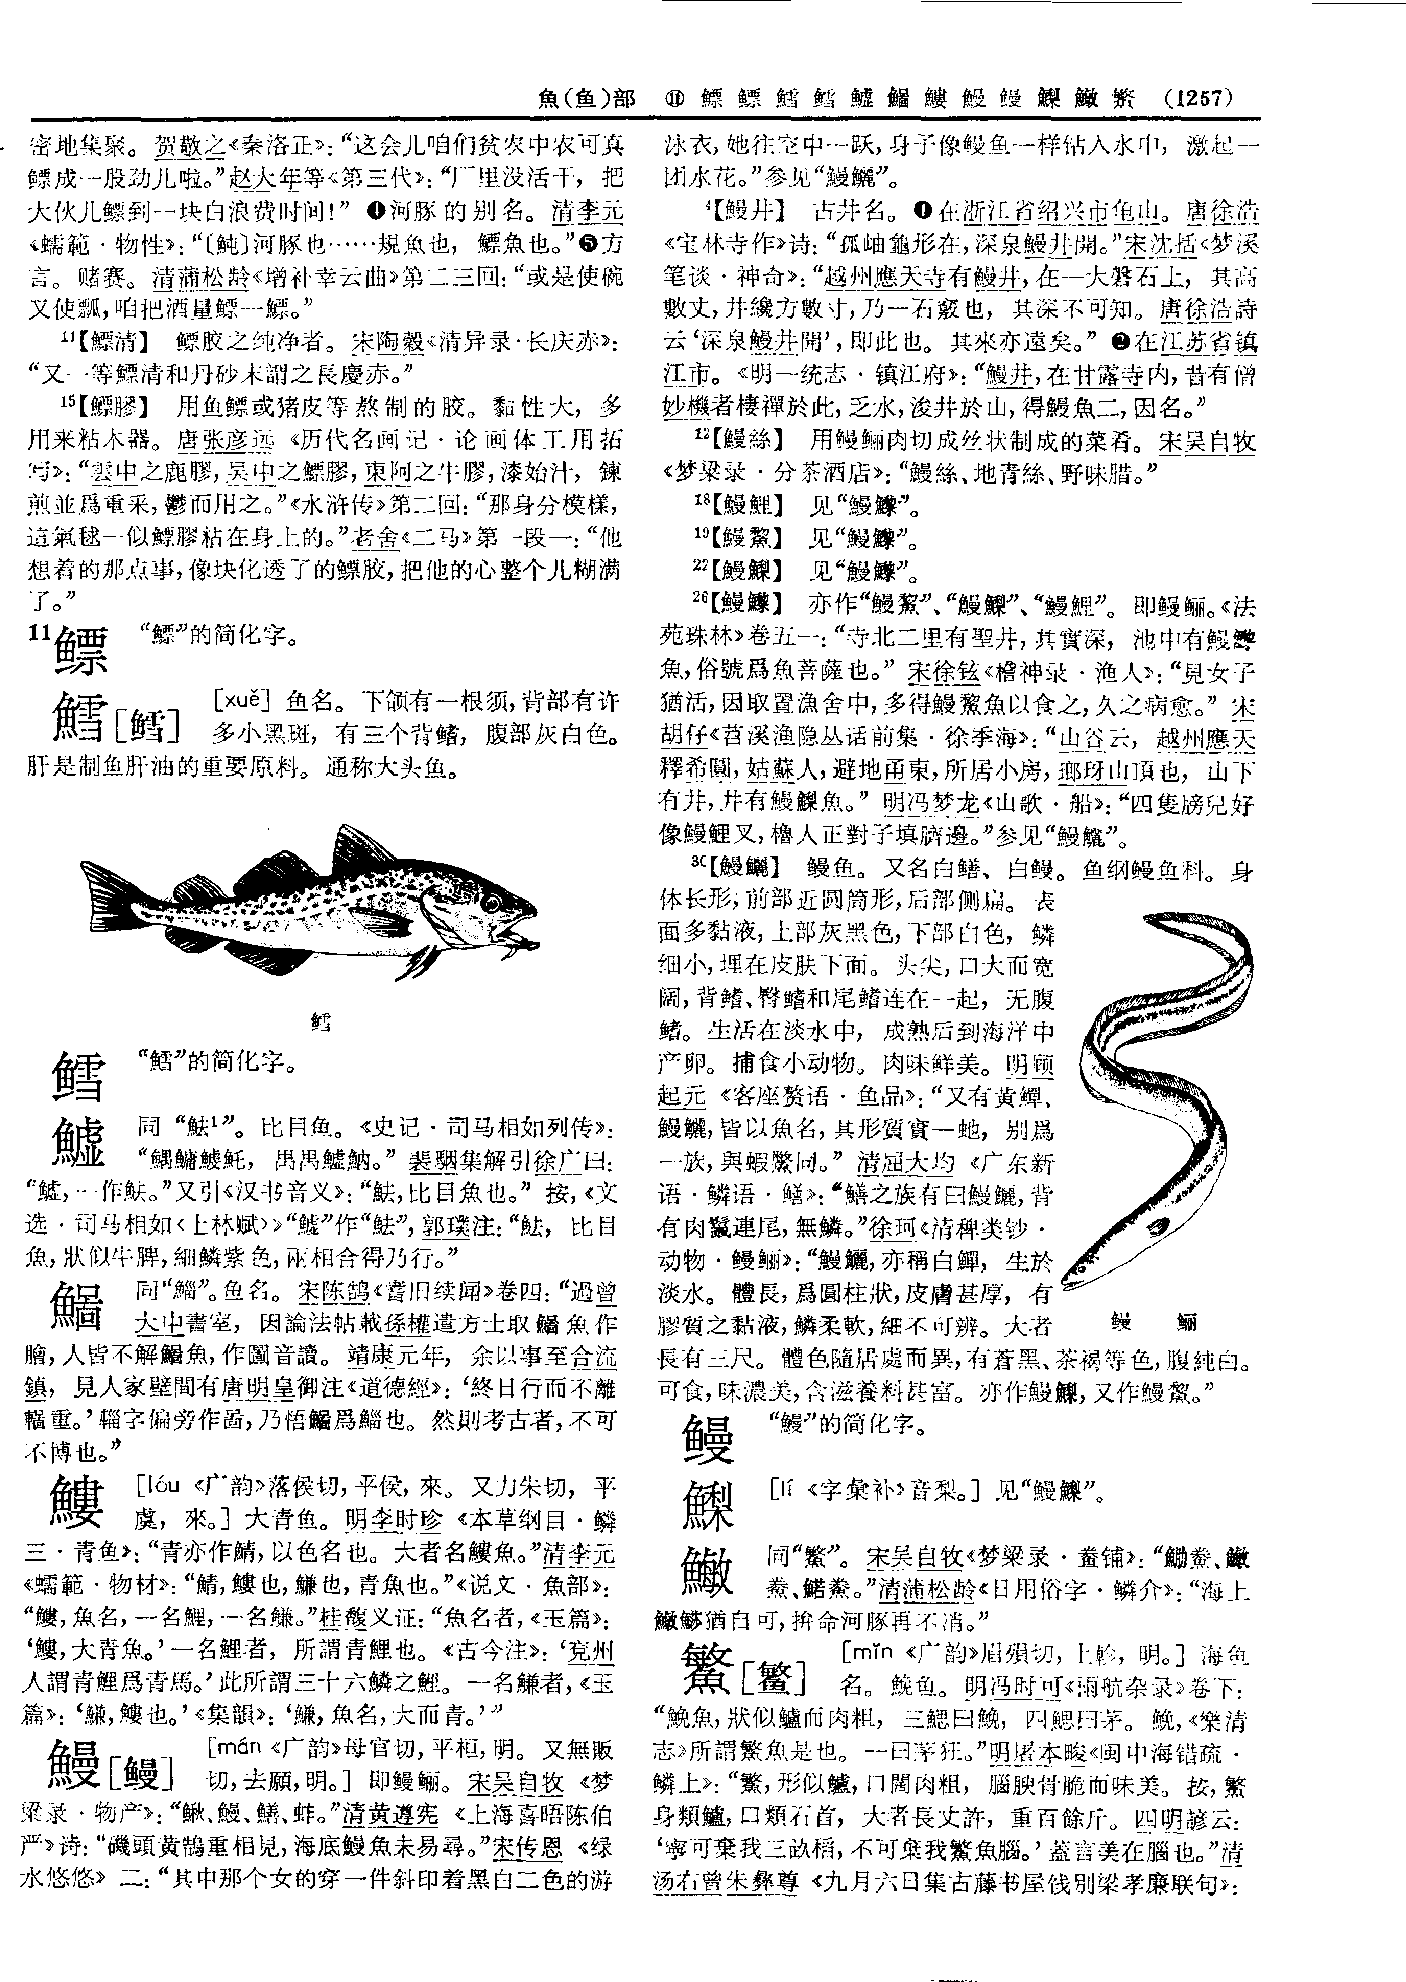 魚(鱼)部 ⑪ 鰾 鳔 鱈 鳕 鱋 鯔 鰻 鳗 (1257)
密地集聚。贺敬之《秦洛正》:“这会儿咱们贫农中农可真
鳔成一股劲儿啦。”赵大年等《第三代》:“厂里没活干，把
大伙儿鳔到一块白浪费时间!”❹河豚的别名。清李元
《蠕範·物性》:“〔魨〕河豚也……規魚也，鰾魚也。”❺方
言。赌赛。清蒲松龄《增补幸云曲》第二三回:“或是使碗
又使瓢，咱把酒量鳔一鳔。”
11【鰾清】 鳔胶之纯净者。宋陶穀《清异录·长庆赤》:
“又一等鰾清和丹砂末謂之長慶赤。”
15【鰾膠】 用鱼鳔或猪皮等熬制的胶。黏性大，多
用来粘木器。唐张彦远《历代名画记·论画体工用拓
写》:“雲中之鹿膠，吴中之鰾膠，東阿之牛膠，漆姑汁，鍊
煎並爲重采，鬱而用之。”《水浒传》第二回:“那身分模樣，
這氣毬一似鰾膠粘在身上的。”老舍《二马》第一段一:“他
想着的那点事，像块化透了的鳔胶，把他的心整个儿糊满
了。”
11鳔 “鰾”的简化字。
鱈[鳕] [xuě] 鱼名。下颌有一根须，背部有许
多小黑斑，有三个背鳍，腹部灰白色。
肝是制鱼肝油的重要原料。通称大头鱼。
鳕
鳕 “鱈”的简化字。
鱋 同“魼1”。比目鱼。《史记·司马相如列传》:
“鰅鱅鰬魠，禺禺鱋魶。”裴駰集解引徐广曰:
“鱋，一作魼。”又引《汉书音义》:“魼，比目魚也。”按，《文
选·司马相如〈上林赋〉》“鱋”作“魼”，郭璞注:“魼，比目
魚，狀似牛脾，細鱗紫色，兩相合得乃行。”
同“鯔”。鱼名。宋陈鹄《耆旧续闻》卷四:“過曾
大中書室，因論法帖載孫權遣方士取魚作
膾，人皆不解魚，作圖音讀。靖康元年，余以事至合流
鎮，見人家壁間有唐明皇御注《道德經》:‘終日行而不離
輜重。’輜字偏旁作啚，乃悟爲鯔也。然則考古者，不可
不博也。”
鱳 [lóu 《广韵》落侯切，平侯，來。又力朱切，平
虞，來。] 大青鱼。明李时珍《本草纲目·鳞
三·青鱼》:“青亦作鯖，以色名也。大者名鰻魚。”清李元
《蠕範·物材》:“鯖，鱳也，鰜也，青魚也。”《说文·魚部》:
“鱳，魚名，一名鯉，一名鰜。”桂馥义证:“魚名者，《玉篇》:
‘鱳，大青魚。’一名鯉者，所謂青鯉也。《古今注》:‘兗州
人謂青鯉爲青馬。’此所謂三十六鱗之鯉。一名鰜者，《玉
篇》:‘鰜，鱳也。’《集韻》:‘鰜，魚名，大而青。’”
鰻[鳗] [mán 《广韵》母官切，平桓，明。又無販
切，去願，明。] 即鳗鲡。宋吴自牧《梦
粱录·物产》:“鰍、鰻、鱔、蚌。”清黄遵宪《上海喜晤陈伯
严》诗:“磯頭黄鵠重相見，海底鰻魚未易尋。”宋传恩《绿
水悠悠》二:“其中那个女的穿一件斜印着黑白二色的游
泳衣，她往空中一跃，身子像鳗鱼一样钻入水中，激起一
团水花。”参见“鰻鱺”。
4【鰻井】 古井名。❶在浙江省绍兴市龟山。唐徐浩
《宝林寺作》诗:“孤岫龜形在，深泉鰻井開。”宋沈括《梦溪
笔谈·神奇》:“越州應天寺有鰻井，在一大磐石上，其高
數丈，井纔方數寸，乃一石竅也，其深不可知。唐徐浩詩
云‘深泉鰻井開’，即此也。其來亦遠矣。”❷在江苏省镇
江市。《明一统志·镇江府》:“鰻井，在甘露寺内，昔有僧
妙機者棲禪於此，乏水，浚井於山，得鰻魚二，因名。”
12【鰻絲】 用鳗鲡肉切成丝状制成的菜肴。宋吴自牧
《梦粱录·分茶酒店》:“鰻絲、地青絲、野味腊。”
18【鰻鯉】 见“鰻鱺”。
19【鰻鯬】 见“鰻鱺”。
22【鰻】 见“鰻”。
26【鰻】 亦作“鰻鯬”、“鰻”、“鰻鯉”。即鳗鲡。《法
苑珠林》卷五一:“寺北二里有聖井，其實深，池中有鰻
魚，俗號爲魚菩薩也。”宋徐铉《稽神录·渔人》:“見女子
猶活，因取置漁舍中，多得鰻鯬魚以食之，久之病愈。”宋
胡仔《苕溪渔隐丛话前集·徐季海》:“山谷云，越州應天
釋希圓，姑蘇人，避地甬東，所居小房，瑯玡山頂也，山下
有井，井有鰻魚。”明冯梦龙《山歌·船》:“四隻膀兒好
像鰻鯉叉，櫓人正對子填臍邊。”参见“鰻鱺”。
30【鰻鱺】 鳗鱼。又名白鳝、白鳗。鱼纲鳗鱼科。身
体长形，前部近圆筒形，后部侧扁。表
面多黏液，上部灰黑色，下部白色，鳞
细小，埋在皮肤下面。头尖，口大而宽
阔，背鳍、臀鳍和尾鳍连在一起，无腹
鳍。生活在淡水中，成熟后到海洋中
产卵。捕食小动物。肉味鲜美。明顾
起元《客座赘语·鱼品》:“又有黄鱓、
鰻鱺，皆以魚名，其形質實一虵，别爲
一族，與蝦鱉同。”清屈大均《广东新
语·鳞语·鳝》:“鱔之族有曰鰻鱺，背
有肉鬣連尾，無鱗。”徐珂《清稗类钞·
动物·鳗鲡》:“鰻鱺，亦稱白鱓，生於
淡水。體長，爲圓柱狀，皮膚甚厚，有
膠質之黏液，鱗柔軟，細不可辨。大者
鳗 鲡
長有三尺。體色隨居處而異，有蒼黑、茶褐等色，腹純白。
可食，味濃美，含滋養料甚富。亦作鰻，又作鰻鯬。”
鳗 “鰻”的简化字。
[lí 《字彙补》音梨。] 见“鰻”。
同“鰵”。宋吴自牧《梦粱录·鲞铺》:“鯗、
鯗、鯗。”清蒲松龄《日用俗字·鳞介》:“海上
猶自可，拚命河豚再不消。”
鰵[鳘] [mǐn 《广韵》眉殞切，上軫，明。] 海鱼
名。鮸鱼。明冯时可《雨航杂录》卷下:
“鮸魚，狀似鱸而肉粗，三鰓曰鮸，四鰓曰茅。鮸，《樂清
志》所謂鰵魚是也。一曰茅狂。”明屠本畯《闽中海错疏·
鳞上》:“鰵，形似鱸，口闊肉粗，腦腴骨脆而味美。按，鰵
身類鱸，口類石首，大者長丈許，重百餘斤。四明諺云:
‘寧可棄我三畝稻，不可棄我鰵魚腦。’蓋言美在腦也。”清
汤右曾朱彝尊《九月六日集古藤书屋饯别梁孝廉联句》: